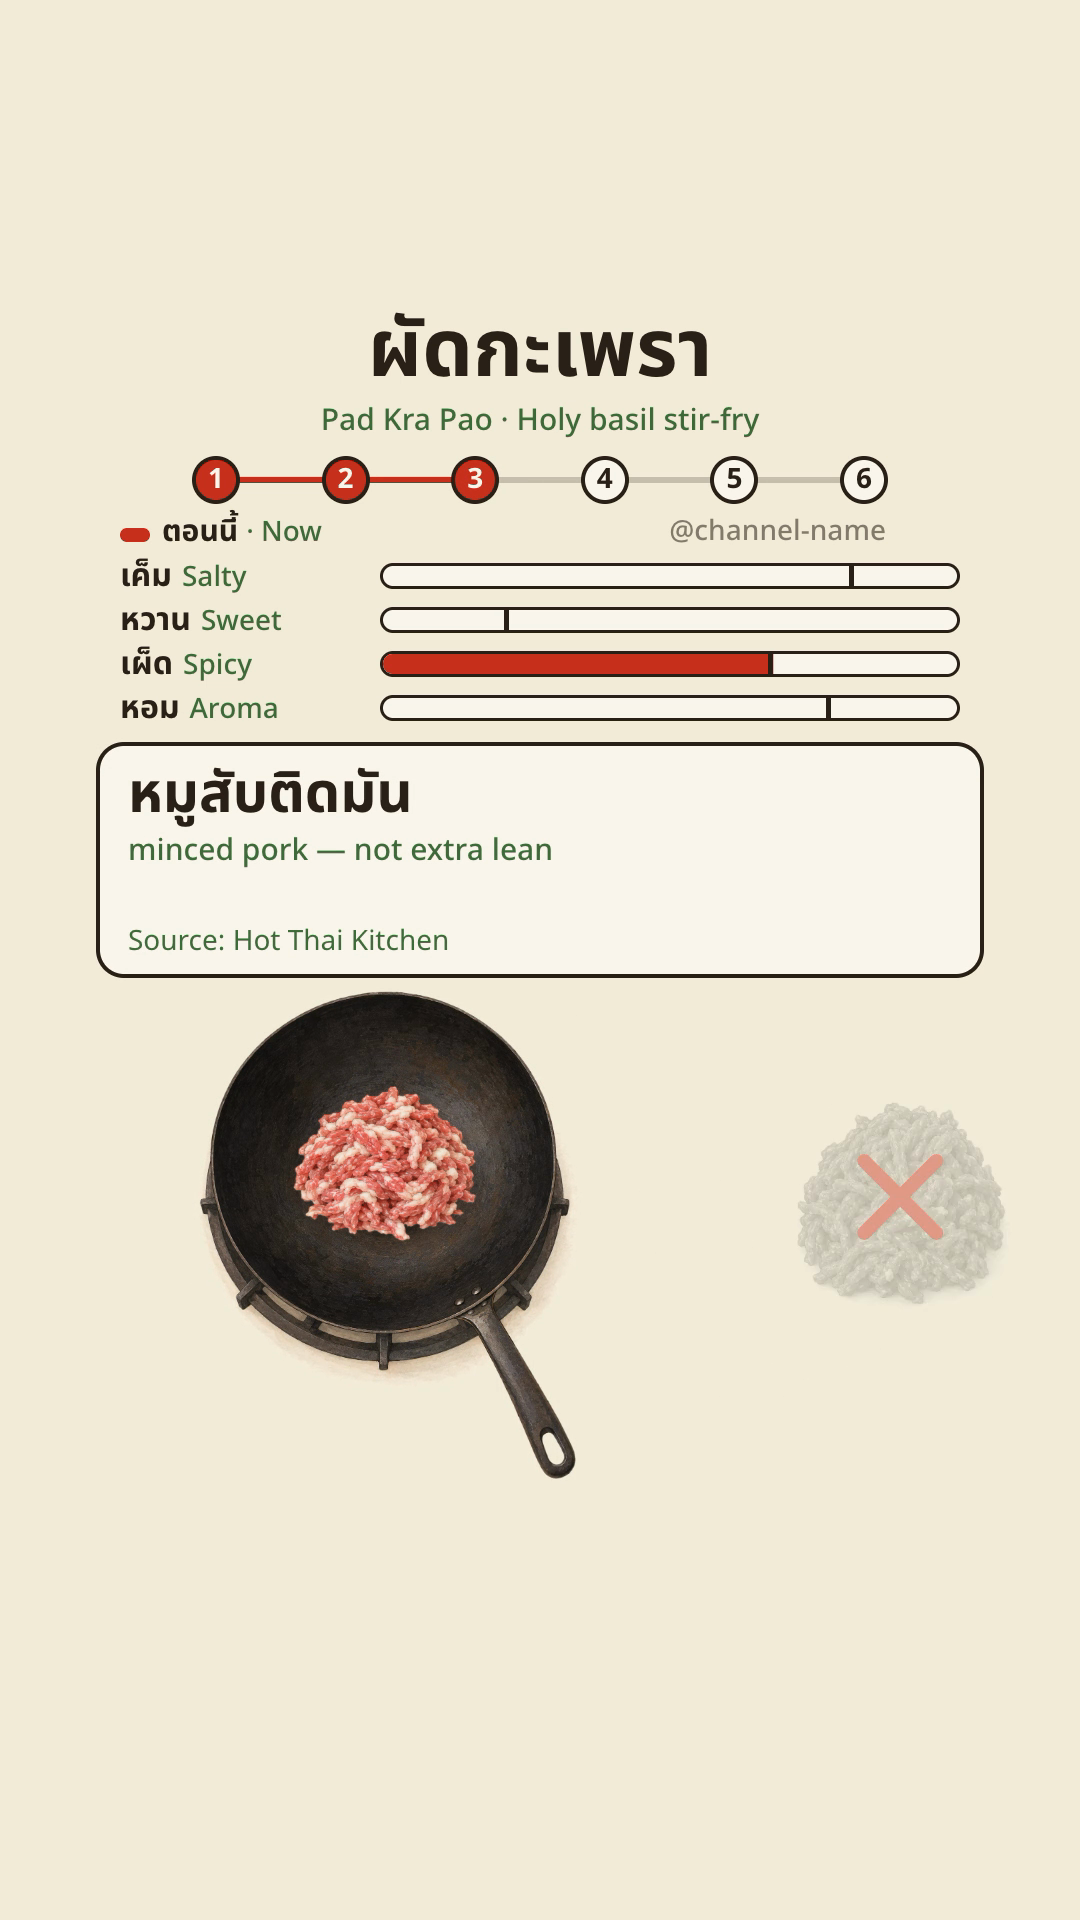 ผัดกะเพรา
Pad Kra Pao · Holy basil stir-fry
1 2 3 4 5 6
ตอนนี้ · Now @channel-name
เค็ม Salty
หวาน Sweet
เผ็ด Spicy
หอม Aroma
หมูสับติดมัน
minced pork — not extra lean
Source: Hot Thai Kitchen